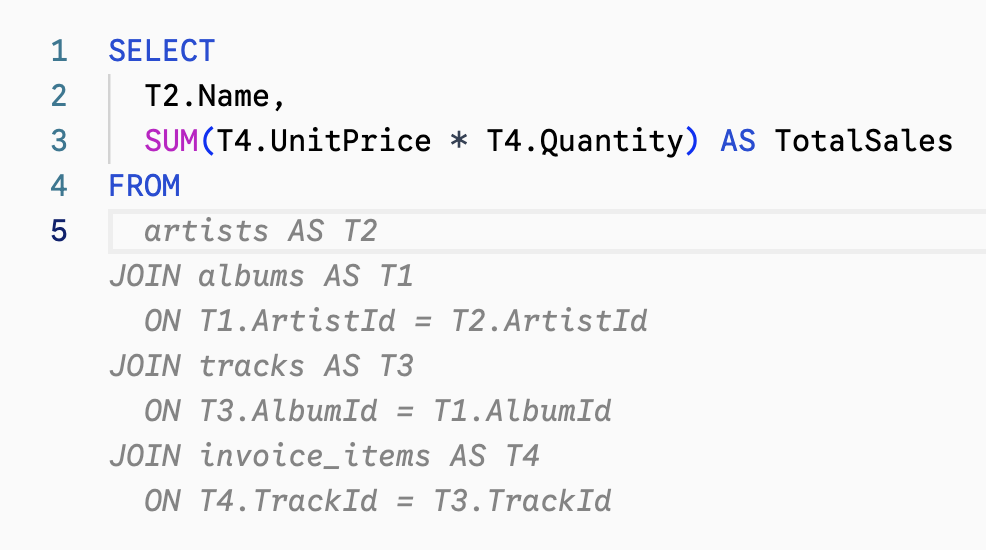 1 SELECT
2 T2.Name,
3 SUM(T4.UnitPrice * T4.Quantity) AS TotalSales
4 FROM
5 artists AS T2
JOIN albums AS T1
ON T1.ArtistId = T2.ArtistId
JOIN tracks AS T3
ON T3.AlbumId = T1.AlbumId
JOIN invoice_items AS T4
ON T4.TrackId = T3.TrackId